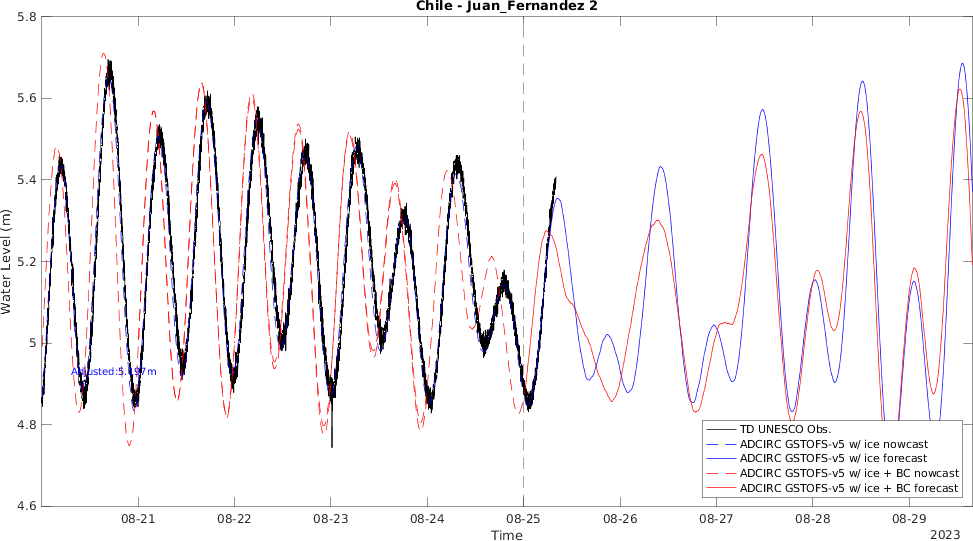 Chile - Juan_Fernandez 2
5.8
5.6
5.4
5.2
5
4.8
4.6
Water Level (m)
TD UNESCO Obs.
ADCIRC GSTOFS-v5 w/ ice nowcast
ADCIRC GSTOFS-v5 w/ ice forecast
ADCIRC GSTOFS-v5 w/ ice + BC nowcast
ADCIRC GSTOFS-v5 w/ ice + BC forecast
08-21 08-22 08-23 08-24 08-25 08-26 08-27 08-28 08-29
Time
2023